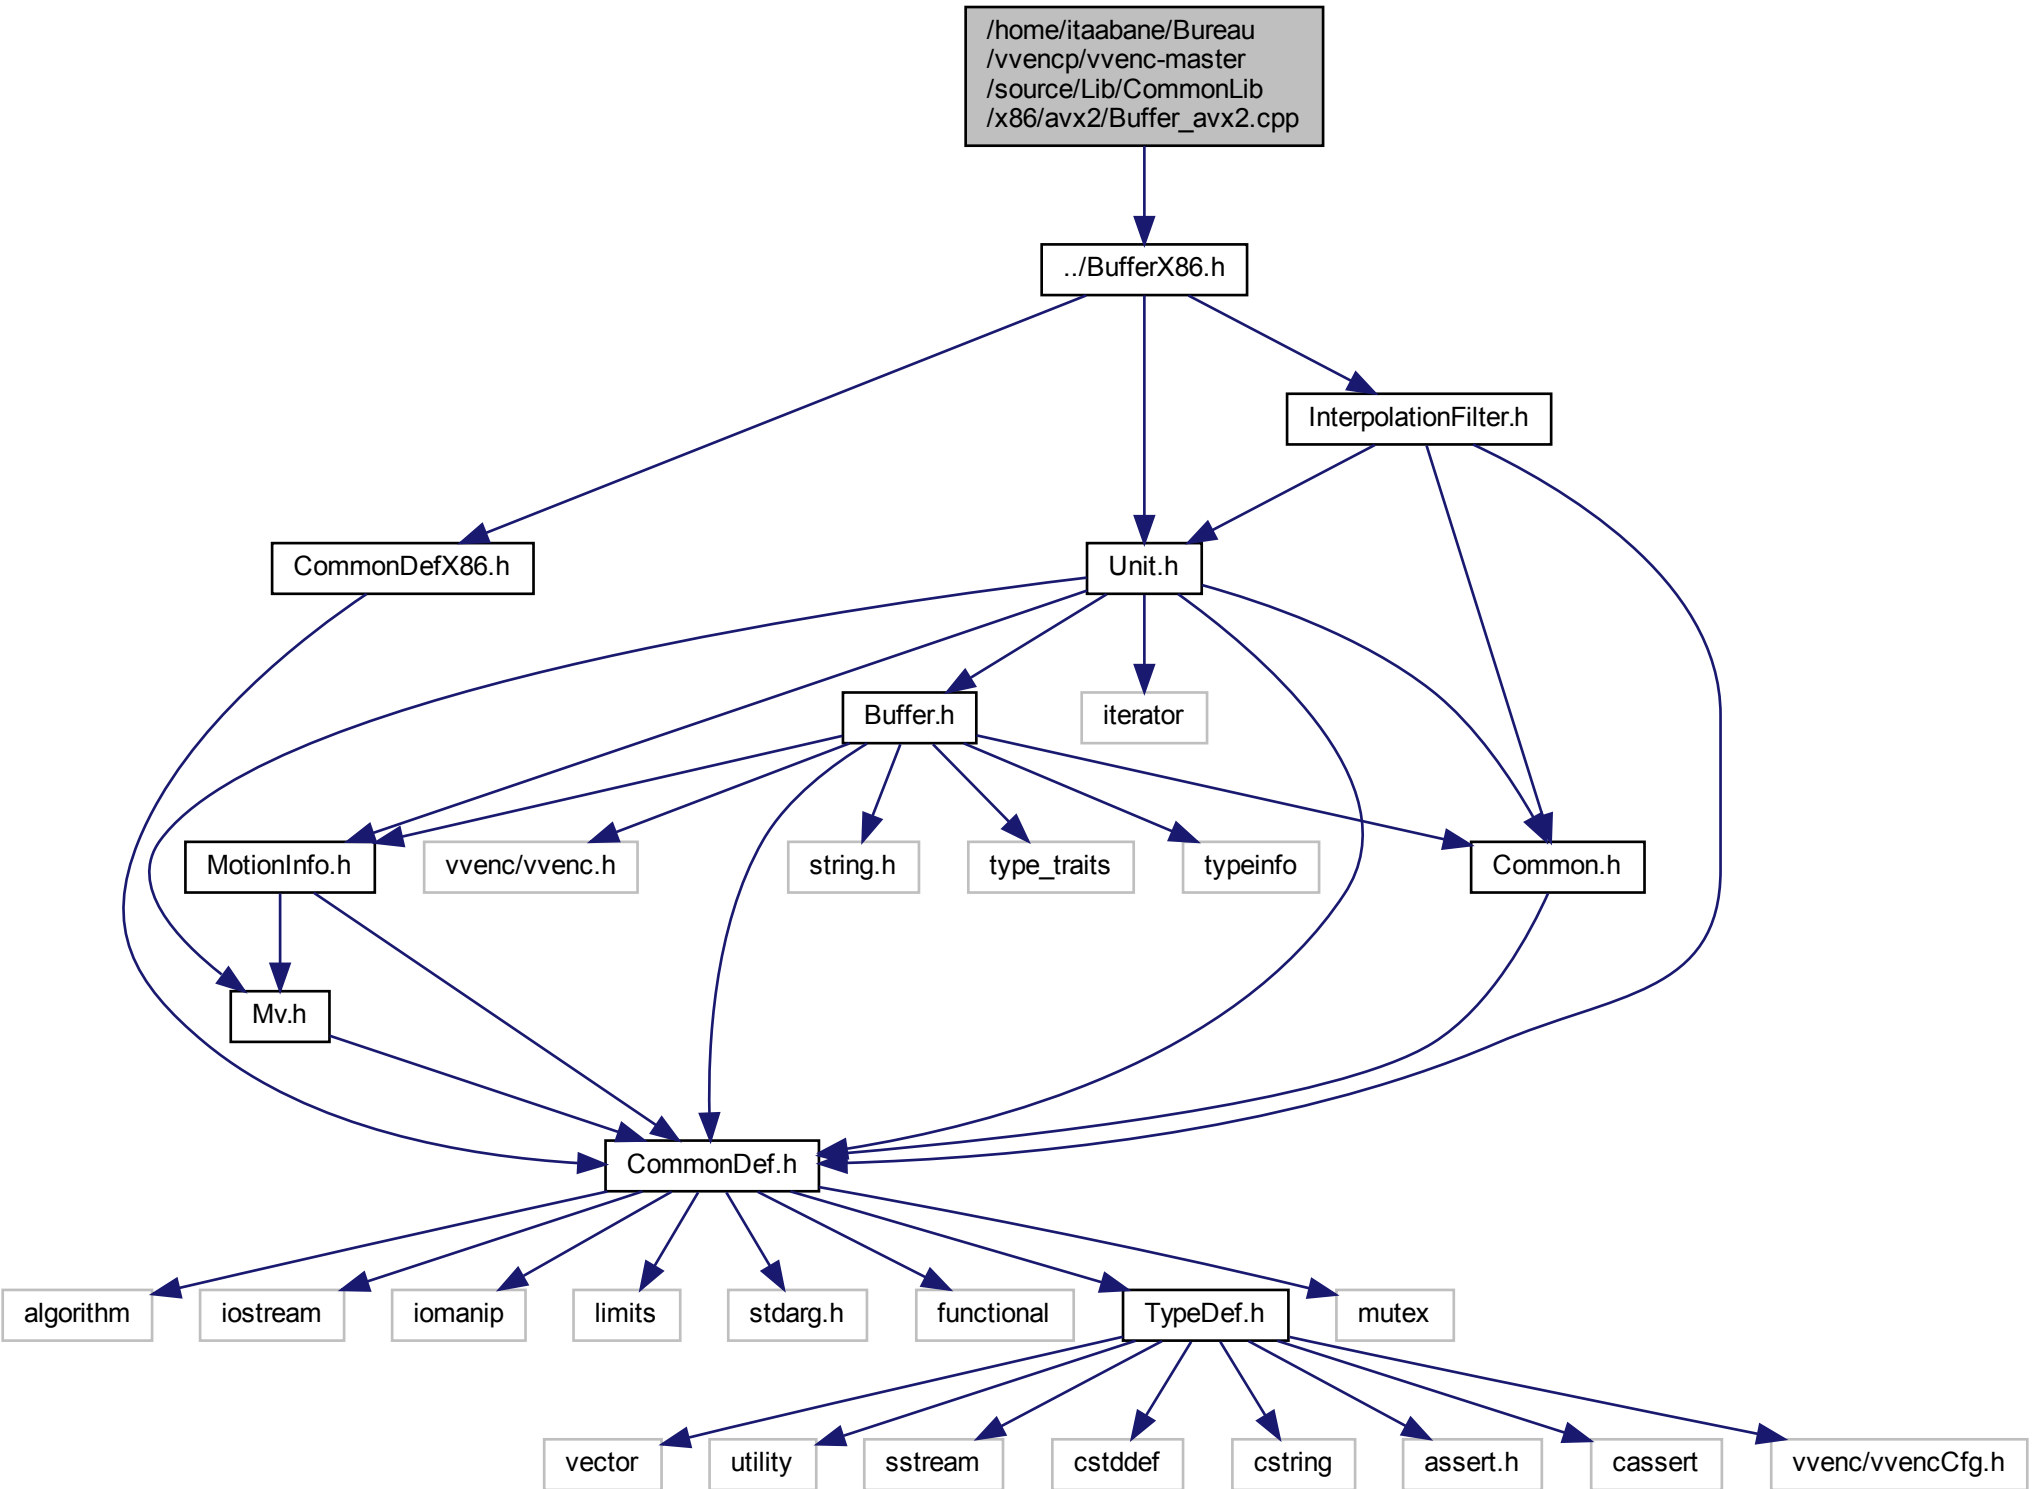 /home/itaabane/Bureau
/vvencp/vvenc-master
/source/Lib/CommonLib
/x86/avx2/Buffer_avx2.cpp
../BufferX86.h
InterpolationFilter.h
CommonDefX86.h
Unit.h
Buffer.h
iterator
MotionInfo.h
vvenc/vvenc.h
string.h
type_traits
typeinfo
Common.h
Mv.h
CommonDef.h
algorithm
iostream
iomanip
limits
stdarg.h
functional
TypeDef.h
mutex
vector
utility
sstream
cstddef
cstring
assert.h
cassert
vvenc/vvencCfg.h